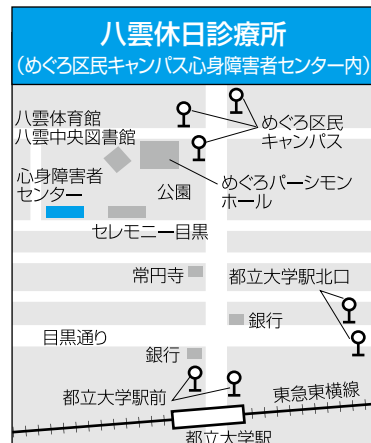 八雲休日診療所
(めぐろ区民キャンパス心身障害者センター内)
八雲体育館
八雲中央図書館
めぐろ区民
キャンパス
心身障害者
センター
公園
めぐろパーシモン
ホール
セレモニー目黒
常円寺
都立大学駅北口
銀行
目黒通り
銀行
都立大学駅前
東急東横線
都立大学駅